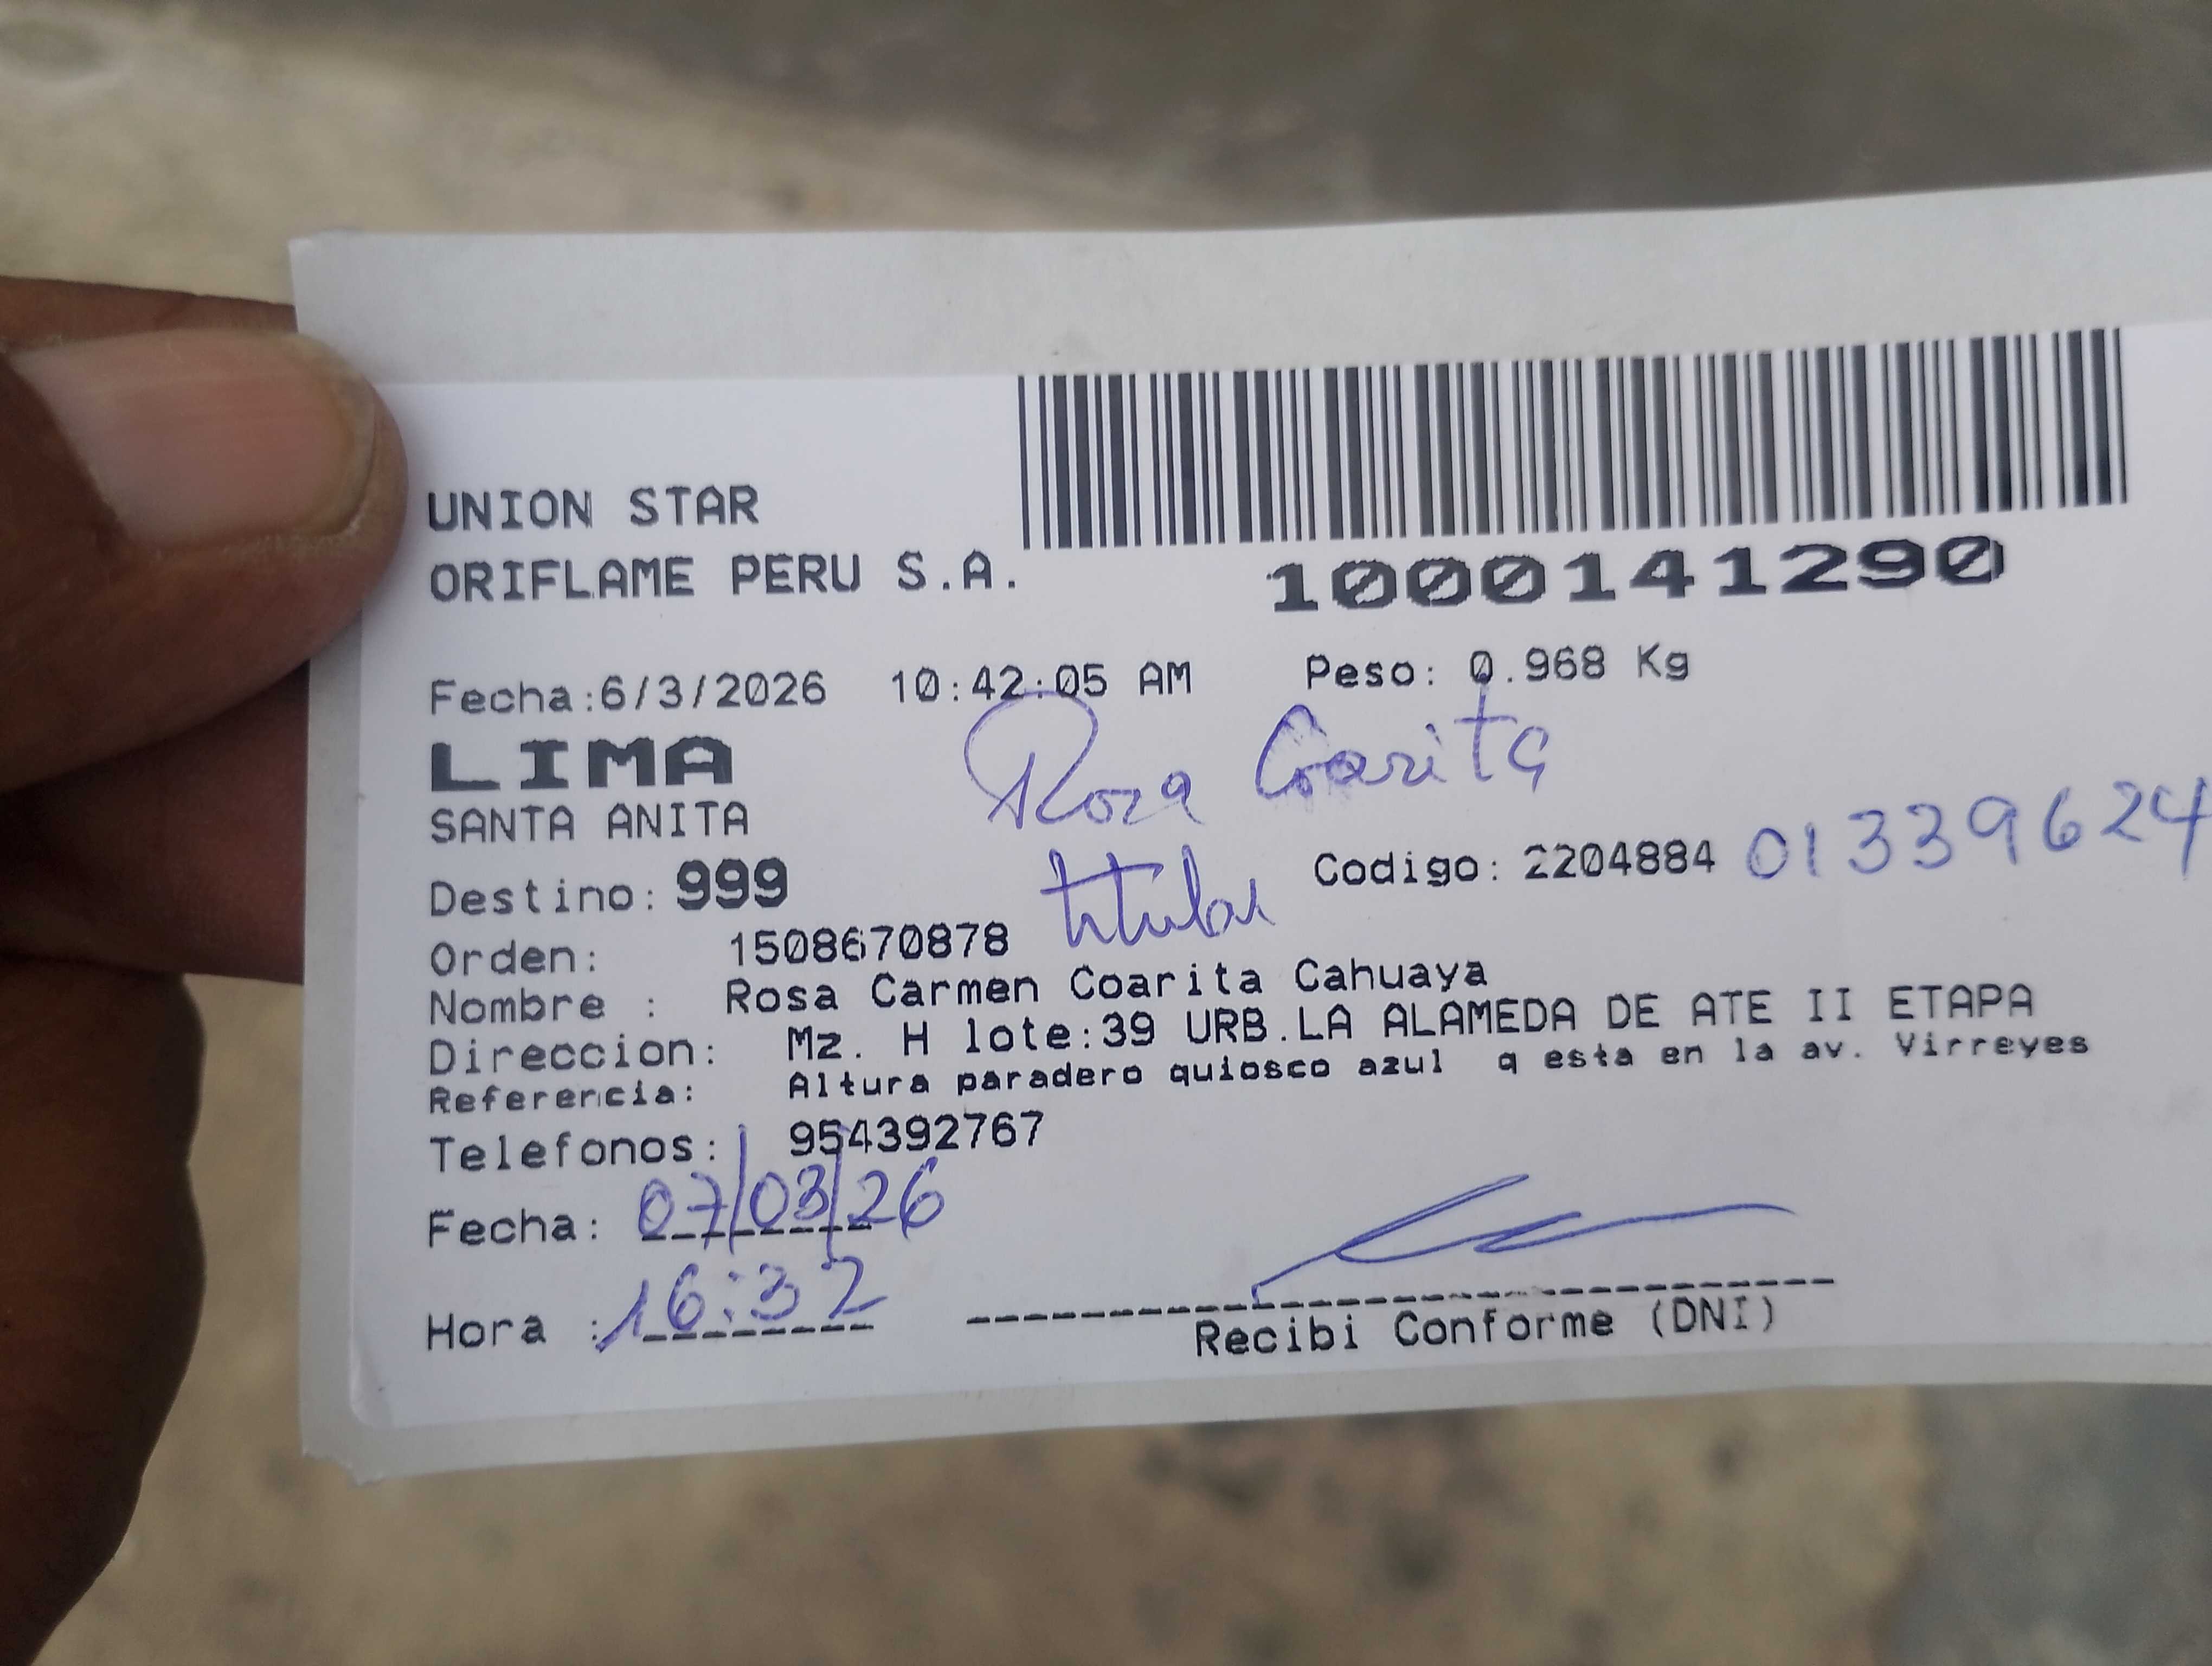 UNION STAR
ORIFLAME PERU S.A.
1000141290
Fecha:6/3/2026 10:42:05 AM Peso: 0.968 Kg
LIMA
Rosa Coarita
SANTA ANITA
Destino: 999
titular
Codigo: 2204884 01339624
Orden: 1508670878
Nombre : Rosa Carmen Coarita Cahuaya
Direccion: Mz. H lote:39 URB.LA ALAMEDA DE ATE II ETAPA
Referencia: Altura paradero quiosco azul q esta en la av. Virreyes
Telefonos: 954392767
Fecha: 07/03/26
Hora : 16:32
Recibi Conforme (DNI)